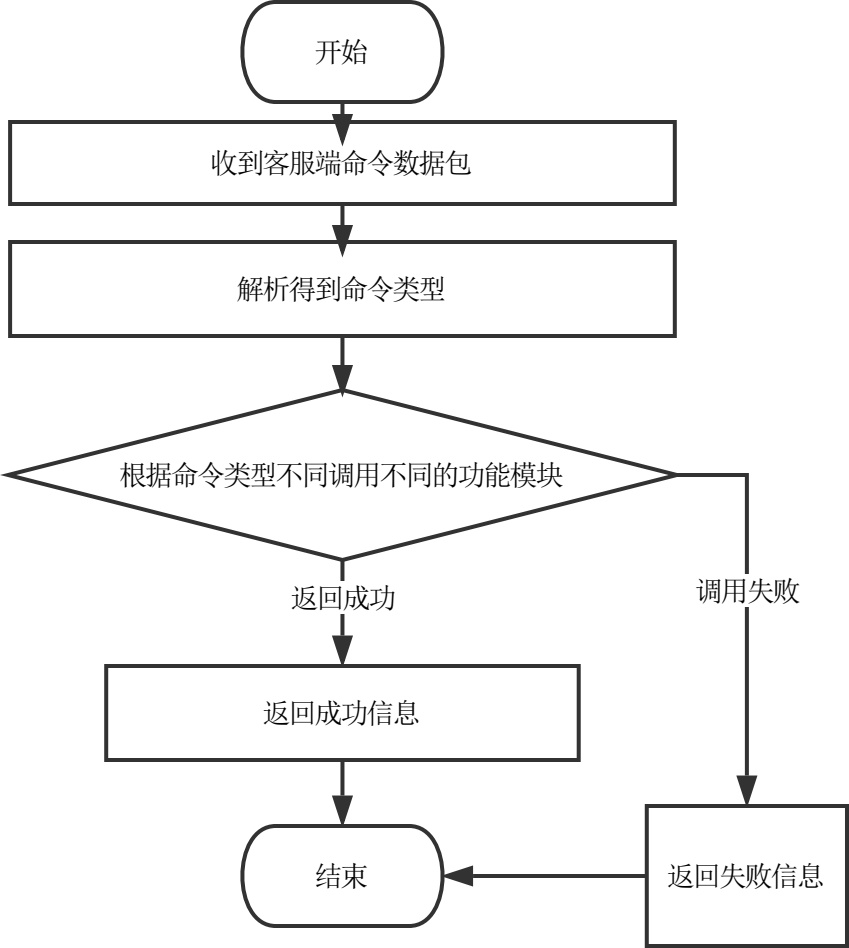 开始
收到客服端命令数据包
解析得到命令类型
根据命令类型不同调用不同的功能模块
返回成功
调用失败
返回成功信息
结束
返回失败信息